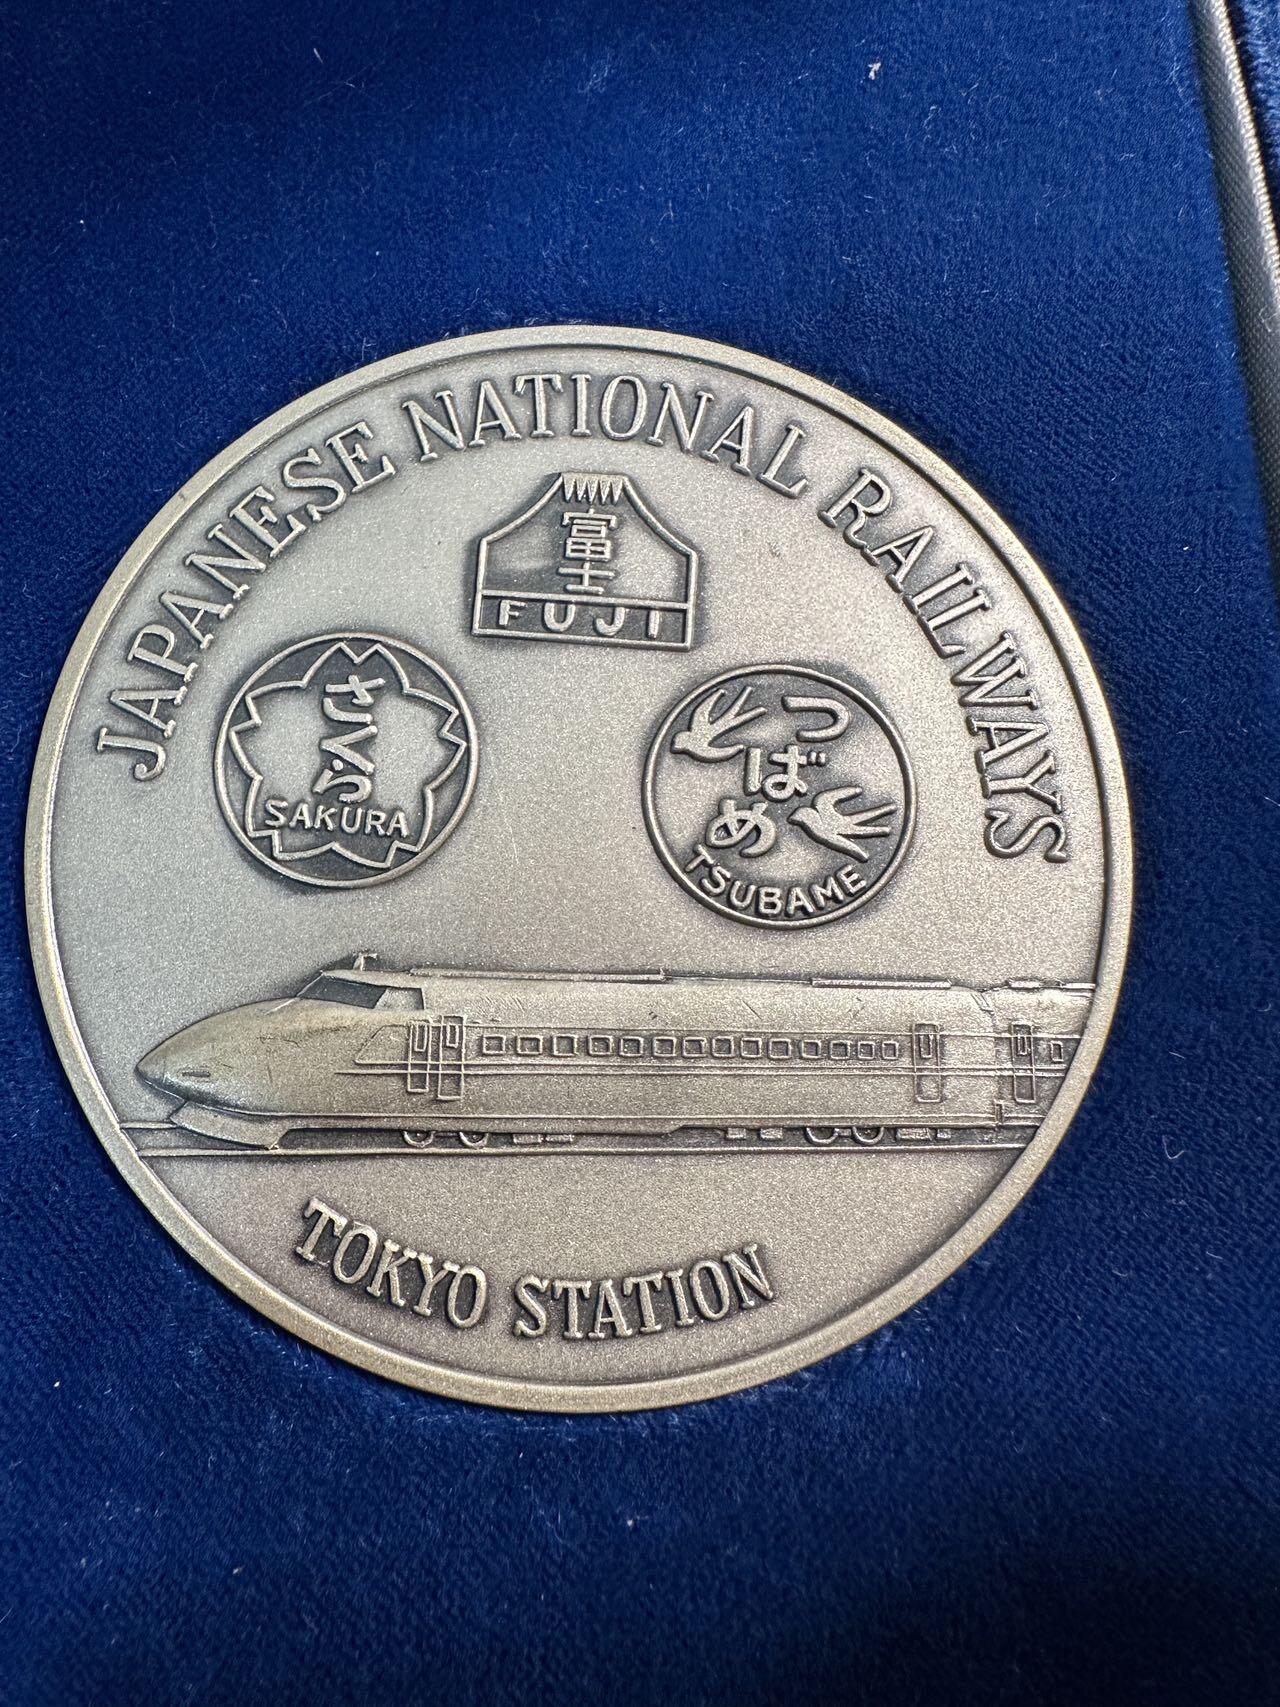 JAPANESE NATIONAL RAILWAYS
富士
FUJI
さくら
SAKURA
つばめ
TSUBAME
TOKYO STATION